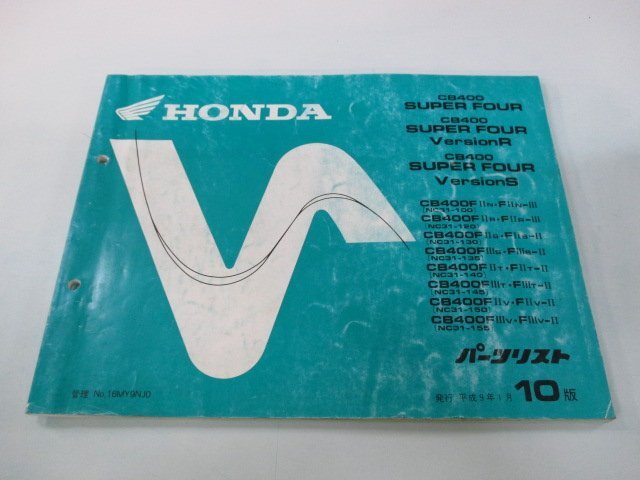 HONDA
CB400
SUPER FOUR
CB400
SUPER FOUR
VersionR
CB400
SUPER FOUR
VersionS
CB400FⅡN・FⅡN-Ⅲ
[NC31-100]
CB400FⅡR・FⅡR-Ⅲ
[NC31-120]
CB400FⅡS・FⅡS-Ⅱ
[NC31-130]
CB400FⅢS・FⅢS-Ⅱ
[NC31-135]
CB400FⅡT・FⅡT-Ⅱ
[NC31-140]
CB400FⅢT・FⅢT-Ⅱ
[NC31-145]
CB400FⅡV・FⅡV-Ⅱ
[NC31-150]
CB400FⅢV・FⅢV-Ⅱ
[NC31-155]
パーツリスト
管理 No.16MY9NJ0
発行 平成9年1月 10版